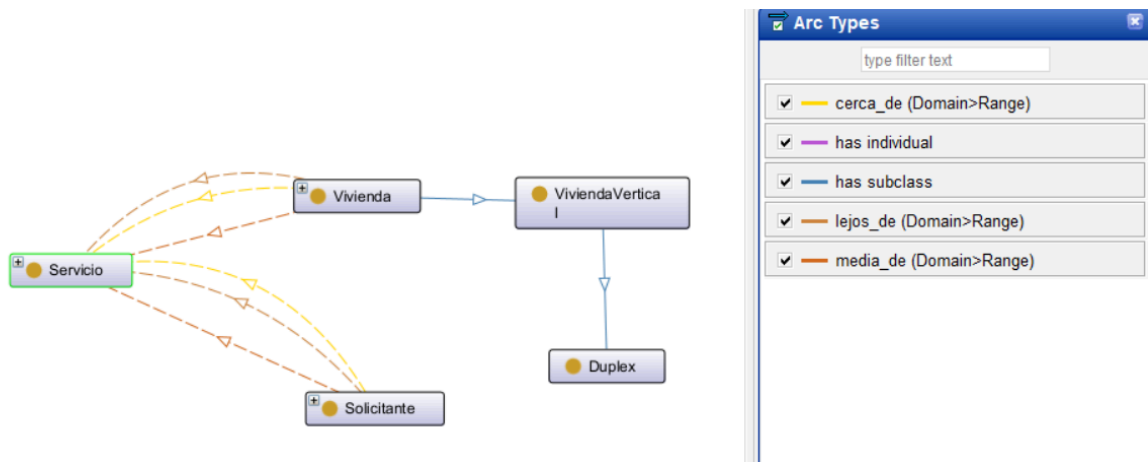 Vivienda
ViviendaVertica
l
Servicio
Duplex
Solicitante
Arc Types
type filter text
cerca_de (Domain>Range)
has individual
has subclass
lejos_de (Domain>Range)
media_de (Domain>Range)